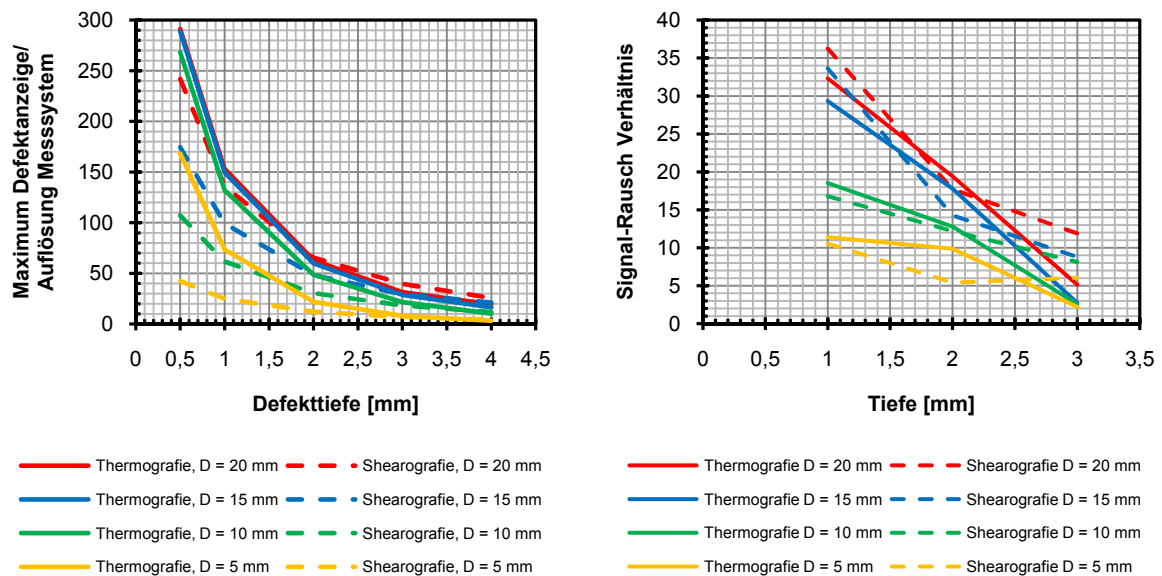 Maximum Defektanzeige/
Auflösung Messsystem
300
250
200
150
100
50
0
0 0,5 1 1,5 2 2,5 3 3,5 4 4,5
Defekttiefe [mm]
Thermografie, D = 20 mm Shearografie, D = 20 mm
Thermografie, D = 15 mm Shearografie, D = 15 mm
Thermografie, D = 10 mm Shearografie, D = 10 mm
Thermografie, D = 5 mm Shearografie, D = 5 mm
Signal-Rausch Verhältnis
40
35
30
25
20
15
10
5
0
0 0,5 1 1,5 2 2,5 3 3,5
Tiefe [mm]
Thermografie D = 20 mm Shearografie D = 20 mm
Thermografie D = 15 mm Shearografie D = 15 mm
Thermografie D = 10 mm Shearografie D = 10 mm
Thermografie D = 5 mm Shearografie D = 5 mm